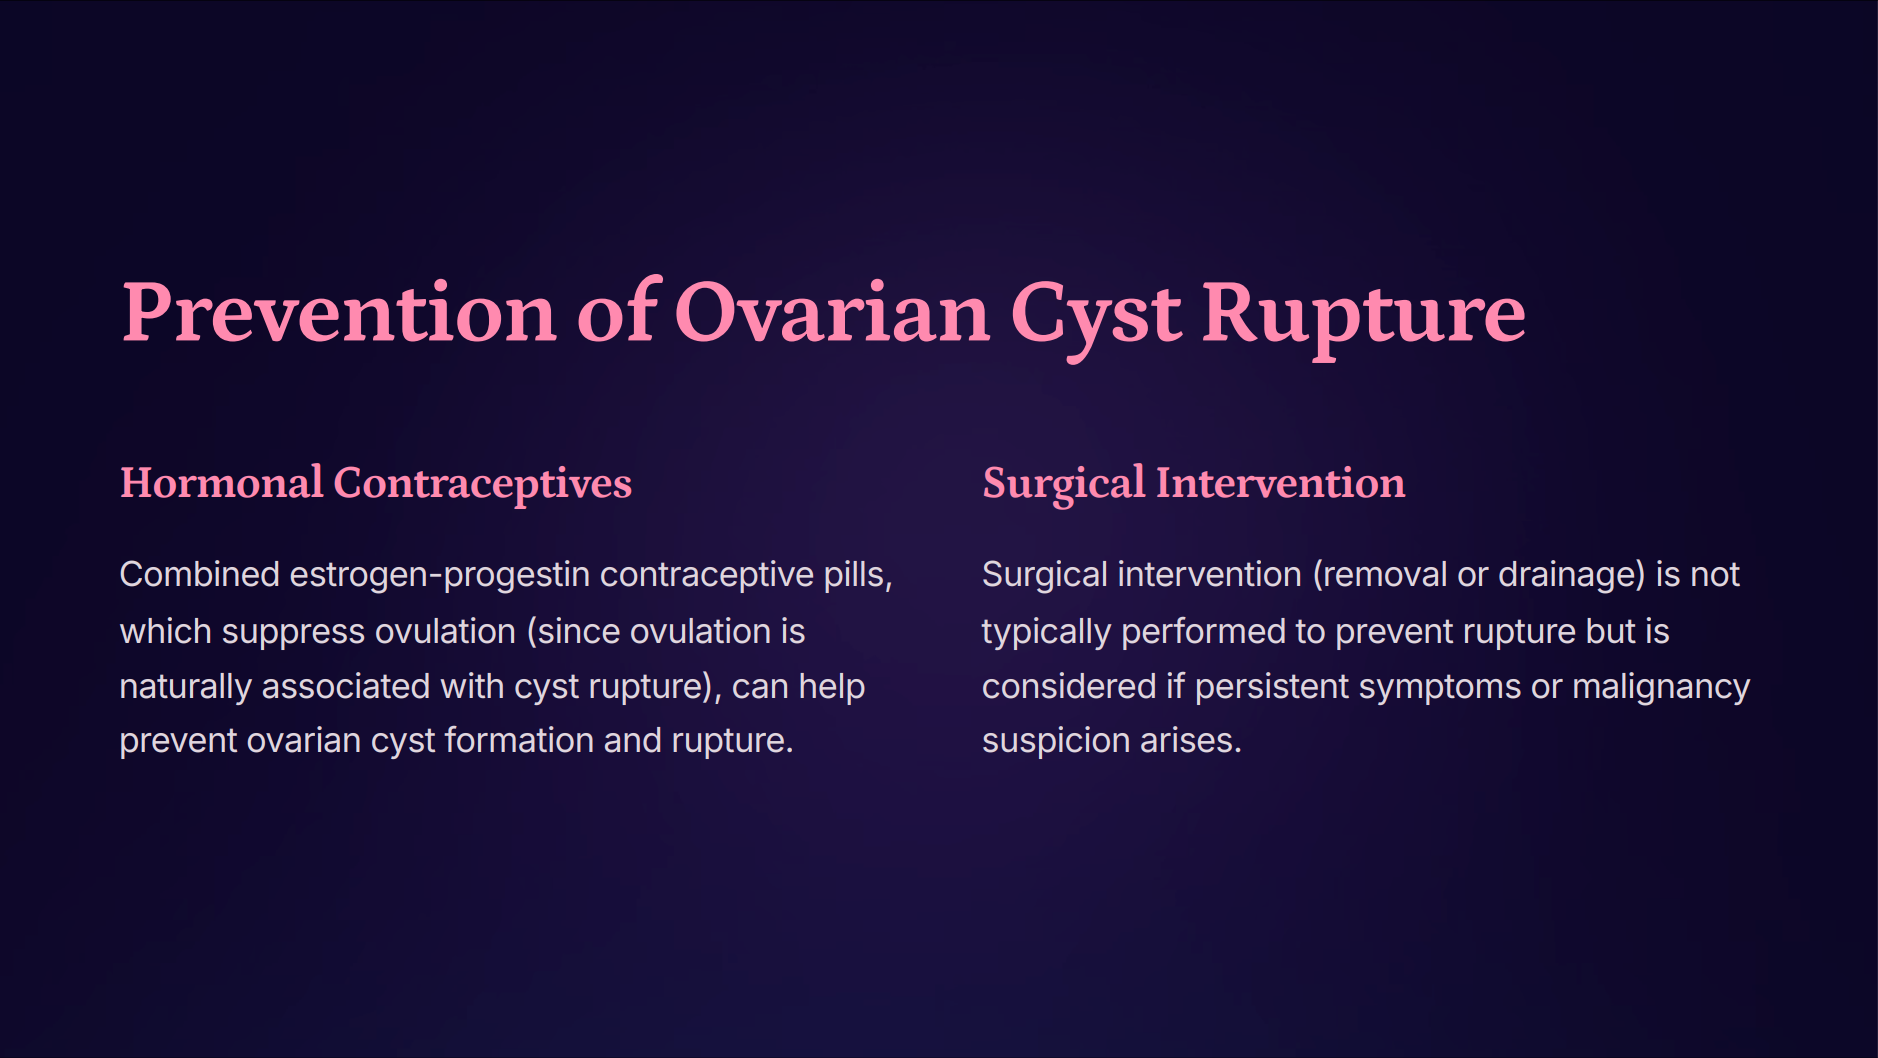 Prevention of Ovarian Cyst Rupture
Hormonal Contraceptives
Combined estrogen-progestin contraceptive pills,
which suppress ovulation (since ovulation is
naturally associated with cyst rupture), can help
prevent ovarian cyst formation and rupture.
Surgical Intervention
Surgical intervention (removal or drainage) is not
typically performed to prevent rupture but is
considered if persistent symptoms or malignancy
suspicion arises.